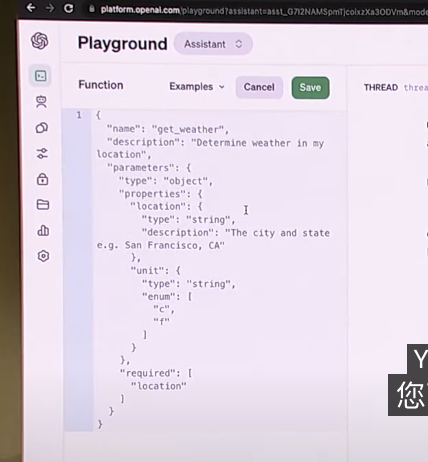 platform.openai.com/playground?assistant=asst_G7I2NAMSpmTjcolxzXa3ODVm&mode
Playground
Assistant
Function
Examples
Cancel
Save
THREAD
1
{
"name": "get_weather",
"description": "Determine weather in my
location",
"parameters": {
"type": "object",
"properties": {
"location": {
"type": "string",
"description": "The city and state
e.g. San Francisco, CA"
},
"unit": {
"type": "string",
"enum": [
"c",
"f"
]
}
},
"required": [
"location"
]
}
}
Y
您